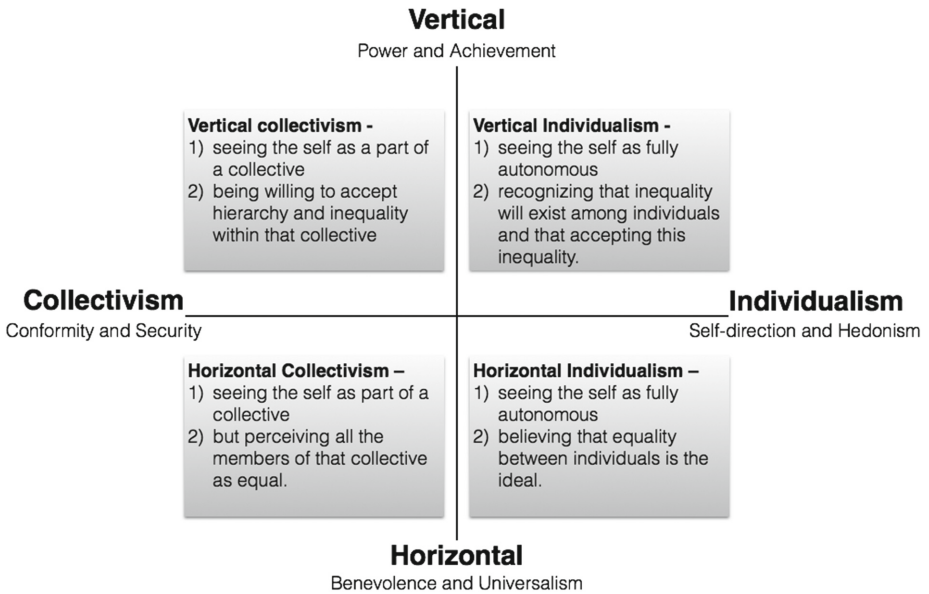 Vertical
Power and Achievement
Vertical collectivism -
1) seeing the self as a part of
a collective
2) being willing to accept
hierarchy and inequality
within that collective
Vertical Individualism -
1) seeing the self as fully
autonomous
2) recognizing that inequality
will exist among individuals
and that accepting this
inequality.
Collectivism
Conformity and Security
Individualism
Self-direction and Hedonism
Horizontal Collectivism –
1) seeing the self as part of a
collective
2) but perceiving all the
members of that collective
as equal.
Horizontal Individualism –
1) seeing the self as fully
autonomous
2) believing that equality
between individuals is the
ideal.
Horizontal
Benevolence and Universalism